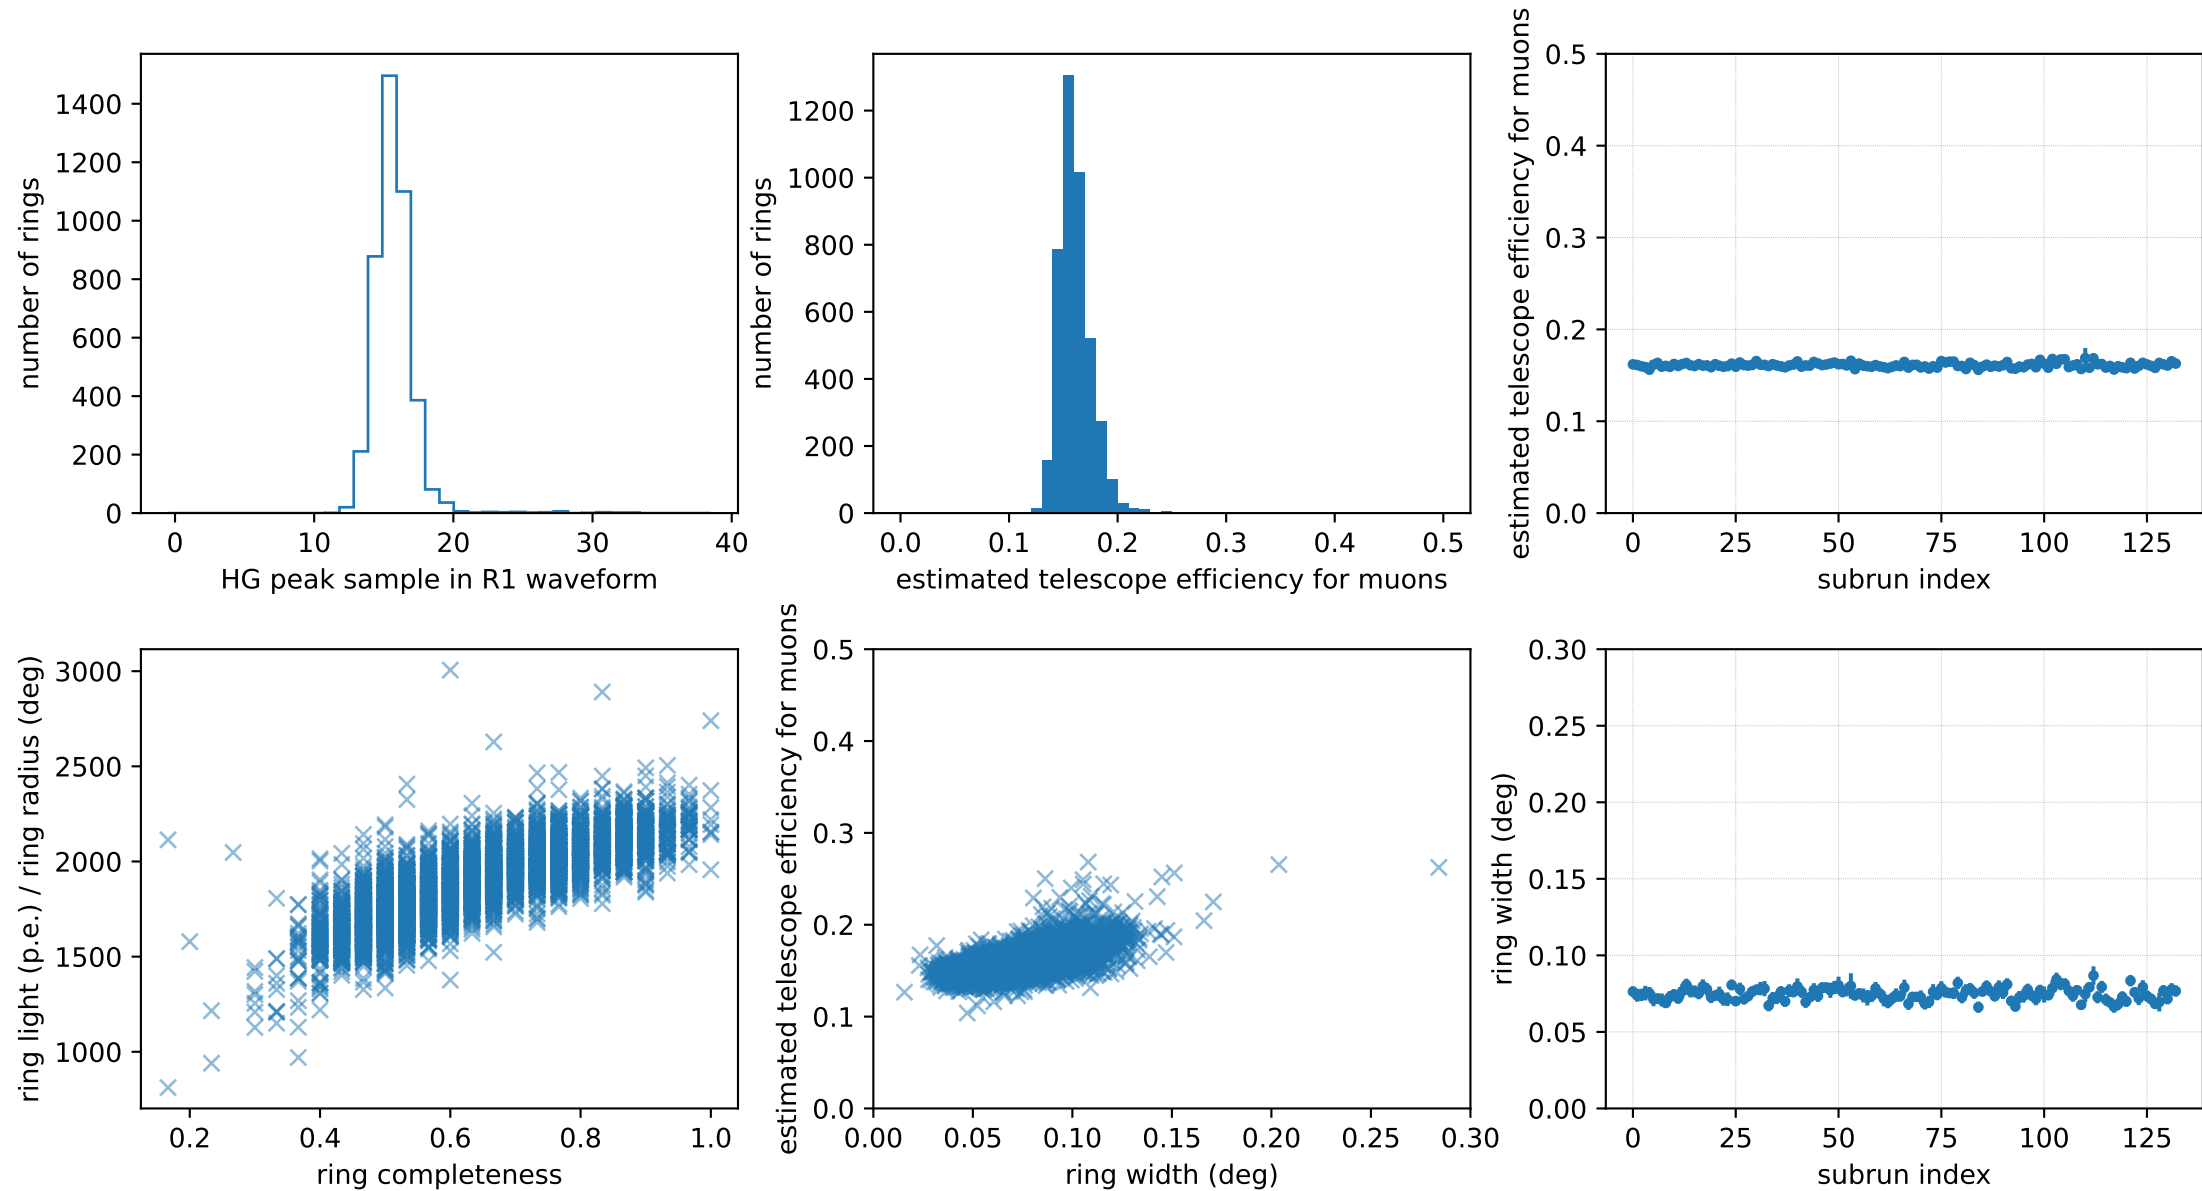 number of rings
1400
1200
1000
800
600
400
200
0
0 10 20 30 40
HG peak sample in R1 waveform
number of rings
1200
1000
800
600
400
200
0
0.0 0.1 0.2 0.3 0.4 0.5
estimated telescope efficiency for muons
estimated telescope efficiency for muons
0.5
0.4
0.3
0.2
0.1
0.0
0 25 50 75 100 125
subrun index
ring light (p.e.) / ring radius (deg)
3000
2500
2000
1500
1000
0.2 0.4 0.6 0.8 1.0
ring completeness
estimated telescope efficiency for muons
0.5
0.4
0.3
0.2
0.1
0.0
0.00 0.05 0.10 0.15 0.20 0.25 0.30
ring width (deg)
ring width (deg)
0.30
0.25
0.20
0.15
0.10
0.05
0.00
0 25 50 75 100 125
subrun index